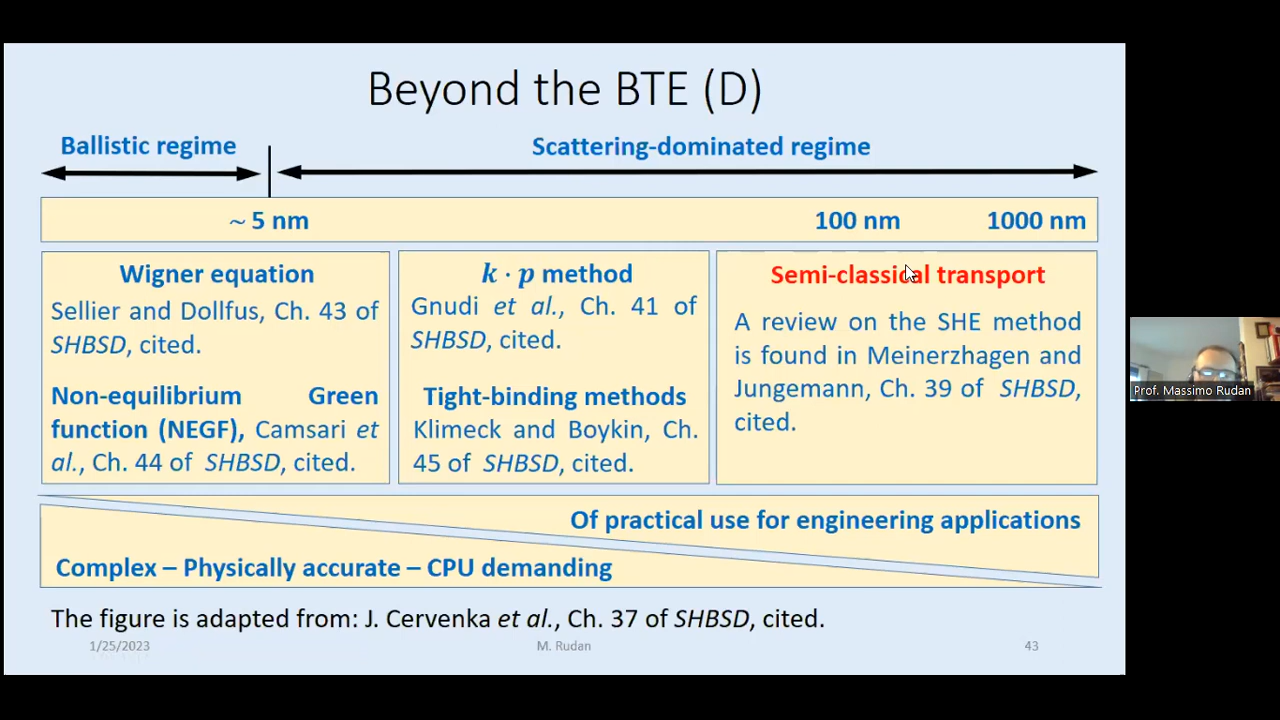 Beyond the BTE (D)
Ballistic regime
Scattering-dominated regime
~ 5 nm
100 nm
1000 nm
Wigner equation
Sellier and Dollfus, Ch. 43 of
SHBSD, cited.
Non-equilibrium Green
function (NEGF), Camsari et
al., Ch. 44 of SHBSD, cited.
k · p method
Gnudi et al., Ch. 41 of
SHBSD, cited.
Tight-binding methods
Klimeck and Boykin, Ch.
45 of SHBSD, cited.
Semi-classical transport
A review on the SHE method
is found in Meinerzhagen and
Jungemann, Ch. 39 of SHBSD,
cited.
Of practical use for engineering applications
Complex – Physically accurate – CPU demanding
The figure is adapted from: J. Cervenka et al., Ch. 37 of SHBSD, cited.
1/25/2023
M. Rudan
43
Prof. Massimo Rudan